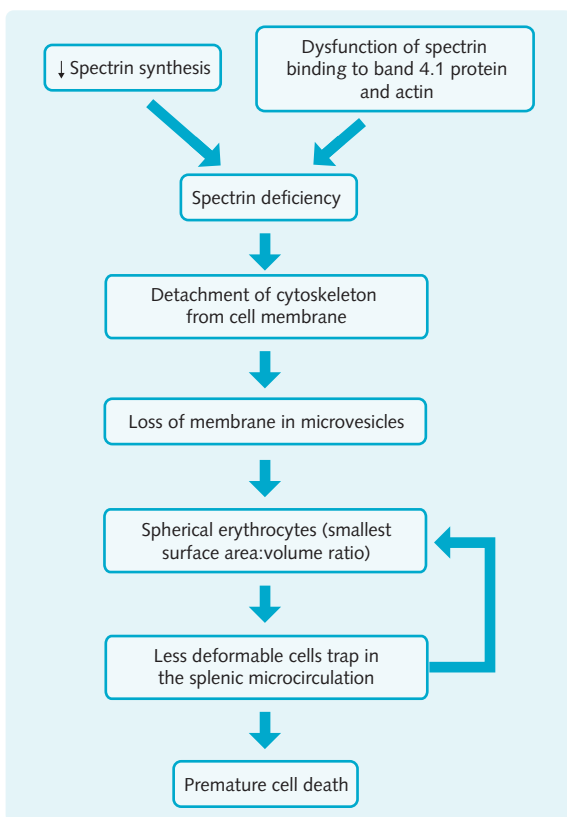 ↓ Spectrin synthesis
Dysfunction of spectrin
binding to band 4.1 protein
and actin
Spectrin deficiency
Detachment of cytoskeleton
from cell membrane
Loss of membrane in microvesicles
Spherical erythrocytes (smallest
surface area:volume ratio)
Less deformable cells trap in
the splenic microcirculation
Premature cell death